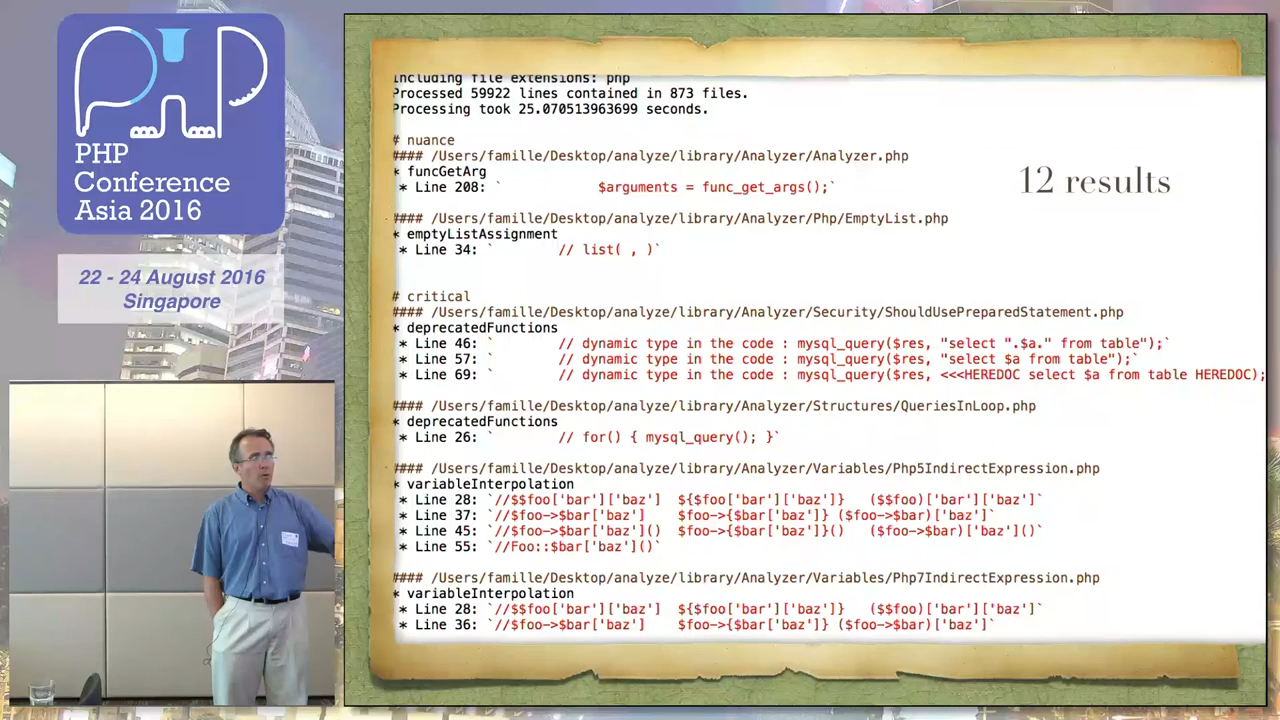 PHP
Conference
Asia 2016
22 - 24 August 2016
Singapore
Including file extensions: php
Processed 59922 lines contained in 873 files.
Processing took 25.070513963699 seconds.
# nuance
#### /Users/famille/Desktop/analyze/library/Analyzer/Analyzer.php
* funcGetArg
* Line 208: `            $arguments = func_get_args();`
12 results
#### /Users/famille/Desktop/analyze/library/Analyzer/Php/EmptyList.php
* emptyListAssignment
* Line 34: `        // list( , )`
# critical
#### /Users/famille/Desktop/analyze/library/Analyzer/Security/ShouldUsePreparedStatement.php
* deprecatedFunctions
* Line 46: `        // dynamic type in the code : mysql_query($res, "select ".$a." from table");`
* Line 57: `        // dynamic type in the code : mysql_query($res, "select $a from table");`
* Line 69: `        // dynamic type in the code : mysql_query($res, <<<HEREDOC select $a from table HEREDOC);
#### /Users/famille/Desktop/analyze/library/Analyzer/Structures/QueriesInLoop.php
* deprecatedFunctions
* Line 26: `        // for() { mysql_query(); }`
#### /Users/famille/Desktop/analyze/library/Analyzer/Variables/Php5IndirectExpression.php
* variableInterpolation
* Line 28: `//$$foo['bar']['baz']  ${$foo['bar']['baz']}   ($$foo)['bar']['baz']`
* Line 37: `//$foo->$bar['baz']    $foo->{$bar['baz']} ($foo->$bar)['baz']`
* Line 45: `//$foo->$bar['baz']()  $foo->{$bar['baz']}()   ($foo->$bar)['baz']()`
* Line 55: `//Foo::$bar['baz']()`
#### /Users/famille/Desktop/analyze/library/Analyzer/Variables/Php7IndirectExpression.php
* variableInterpolation
* Line 28: `//$$foo['bar']['baz']  ${$foo['bar']['baz']}   ($$foo)['bar']['baz']`
* Line 36: `//$foo->$bar['baz']    $foo->{$bar['baz']} ($foo->$bar)['baz']`